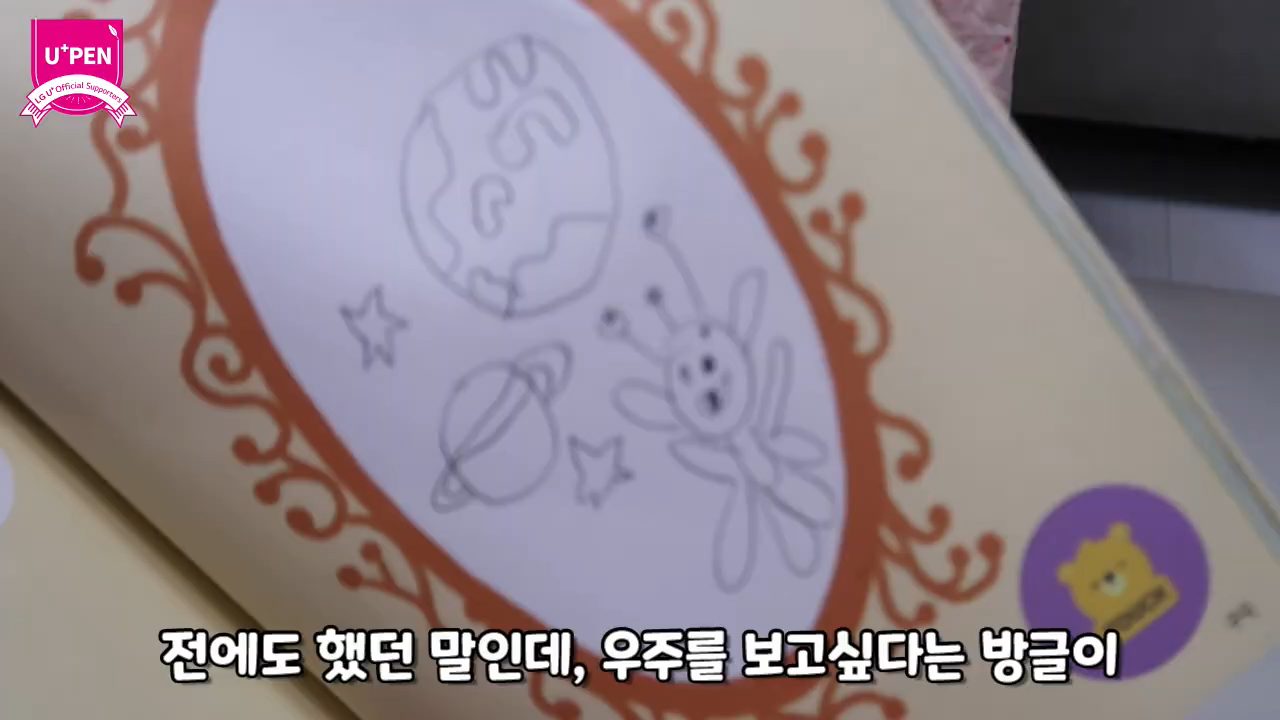 U+PEN
LG U+ Official Supporters
전에도 했던 말인데, 우주를 보고싶다는 방글이